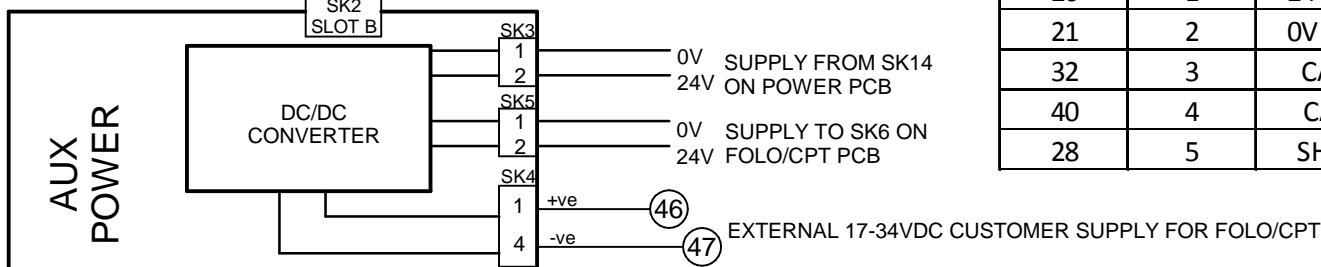 SK2
SLOT B
SK3
1
0V
2
24V
SUPPLY FROM SK14
ON POWER PCB
SK5
1
0V
2
24V
SUPPLY TO SK6 ON
FOLO/CPT PCB
DC/DC
CONVERTER
AUX
POWER
SK4
1 +ve 46
4 -ve 47
EXTERNAL 17-34VDC CUSTOMER SUPPLY FOR FOLO/CPT
21 2 0V
32 3
40 4
28 5